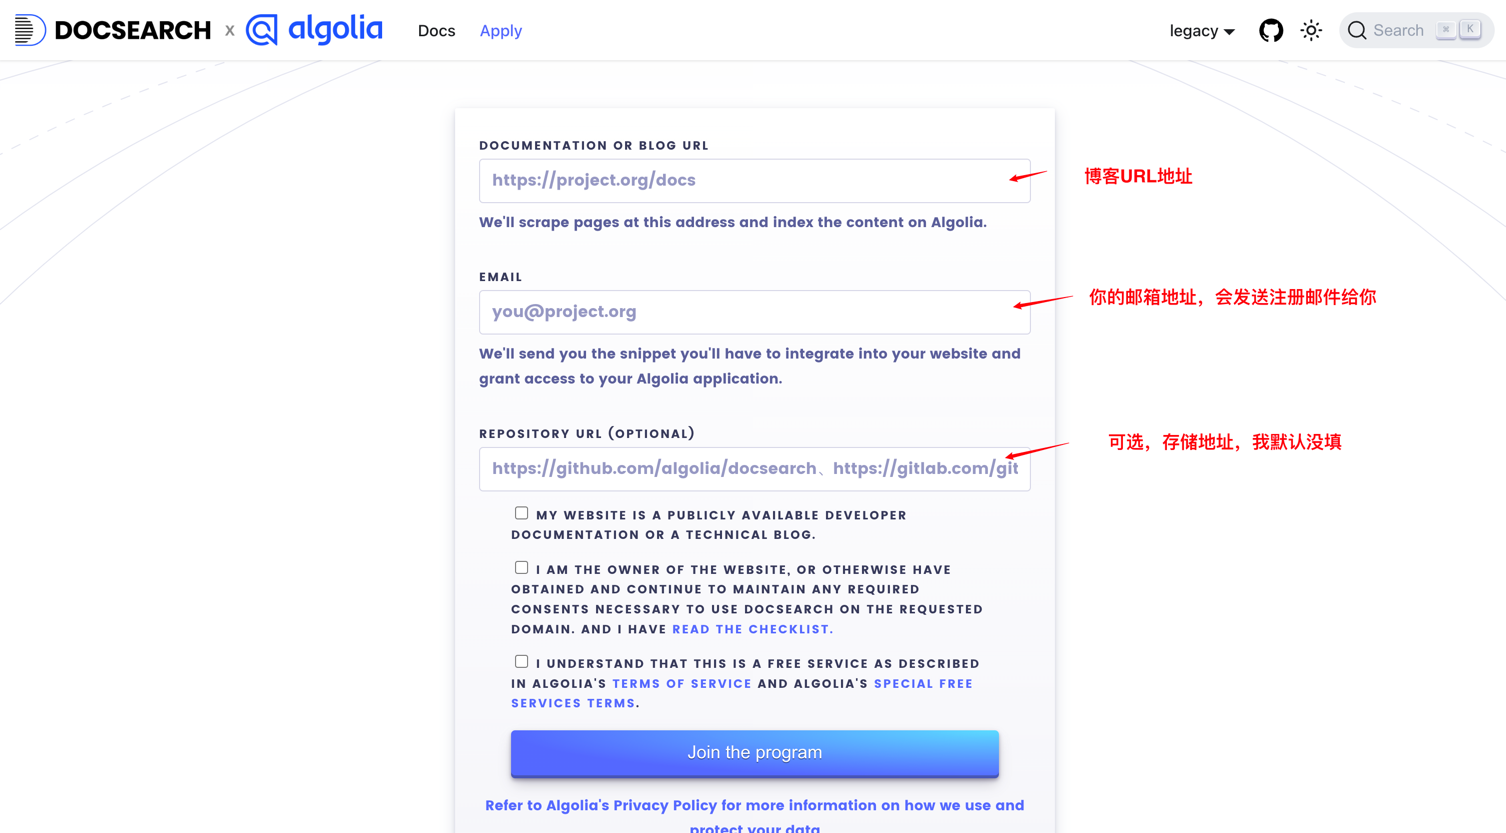 DOCSEARCH x algolia Docs Apply legacy Search ⌘ K
DOCUMENTATION OR BLOG URL
https://project.org/docs
博客URL地址
We'll scrape pages at this address and index the content on Algolia.
EMAIL
you@project.org
你的邮箱地址，会发送注册邮件给你
We'll send you the snippet you'll have to integrate into your website and
grant access to your Algolia application.
REPOSITORY URL (OPTIONAL)
https://github.com/algolia/docsearch、https://gitlab.com/git
可选，存储地址，我默认没填
MY WEBSITE IS A PUBLICLY AVAILABLE DEVELOPER
DOCUMENTATION OR A TECHNICAL BLOG.
I AM THE OWNER OF THE WEBSITE, OR OTHERWISE HAVE
OBTAINED AND CONTINUE TO MAINTAIN ANY REQUIRED
CONSENTS NECESSARY TO USE DOCSEARCH ON THE REQUESTED
DOMAIN. AND I HAVE READ THE CHECKLIST.
I UNDERSTAND THAT THIS IS A FREE SERVICE AS DESCRIBED
IN ALGOLIA'S TERMS OF SERVICE AND ALGOLIA'S SPECIAL FREE
SERVICES TERMS.
Join the program
Refer to Algolia's Privacy Policy for more information on how we use and
protect your data